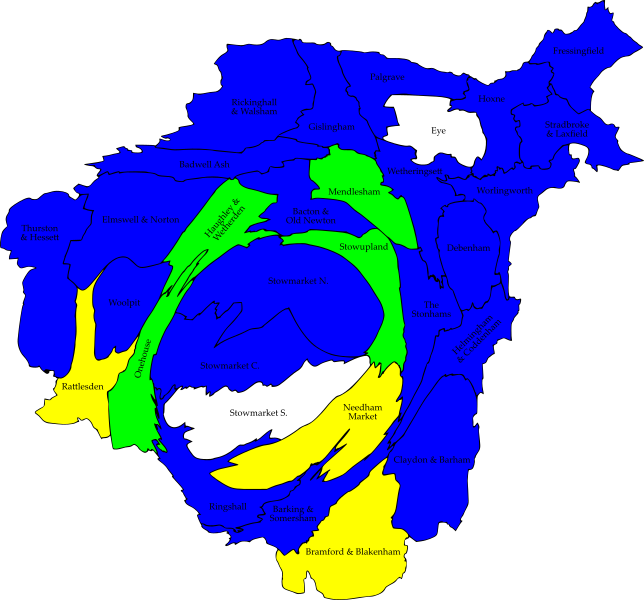 Fressingfield
Palgrave
Hoxne
Rickinghall
& Walsham
Gislingham
Eye
Stradbroke
& Laxfield
Badwell Ash
Wetheringsett
Mendlesham
Worlingworth
Haughley &
Wetherden
Elmswell & Norton
Bacton &
Old Newton
Thurston
& Hessett
Stowupland
Debenham
Stowmarket N.
Woolpit
The
Stonhams
Helmingham
& Coddenham
Onehouse
Stowmarket C.
Rattlesden
Stowmarket S.
Needham
Market
Claydon & Barham
Ringshall
Barking &
Somersham
Bramford & Blakenham